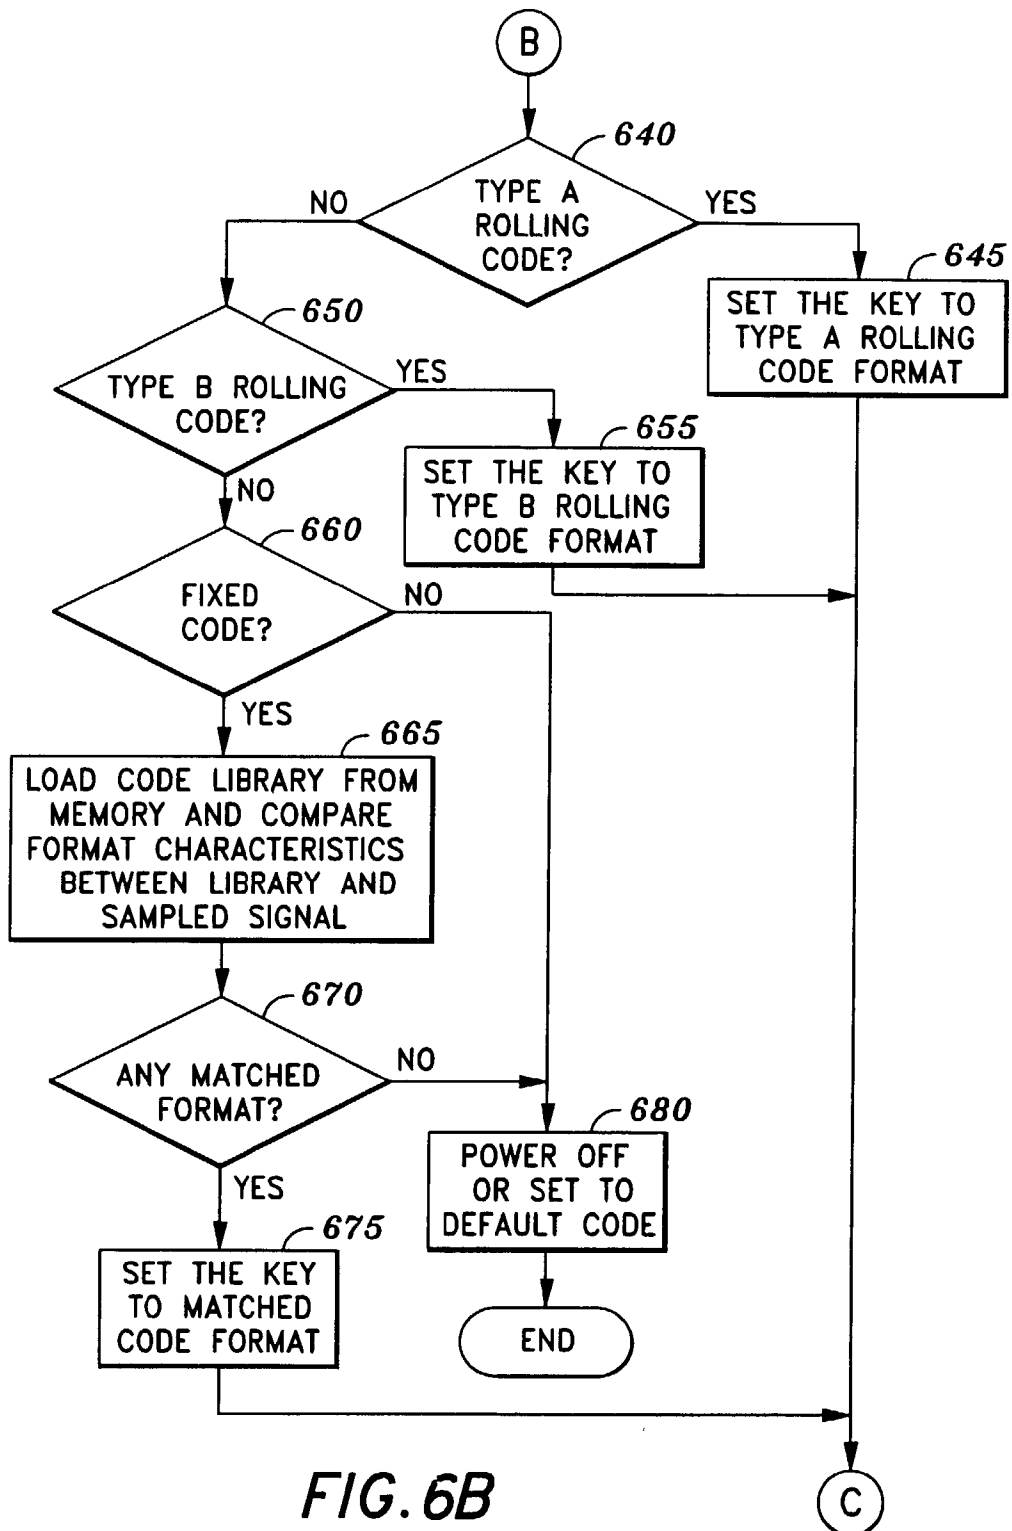 B
640
TYPE A
ROLLING
CODE?
NO
YES
645
SET THE KEY TO
TYPE A ROLLING
CODE FORMAT
650
TYPE B ROLLING
CODE?
YES
NO
655
SET THE KEY TO
TYPE B ROLLING
CODE FORMAT
660
FIXED
CODE?
NO
YES
665
LOAD CODE LIBRARY FROM
MEMORY AND COMPARE
FORMAT CHARACTERISTICS
BETWEEN LIBRARY AND
SAMPLED SIGNAL
670
ANY MATCHED
FORMAT?
NO
YES
680
POWER OFF
OR SET TO
DEFAULT CODE
675
SET THE KEY
TO MATCHED
CODE FORMAT
END
C
FIG. 6B